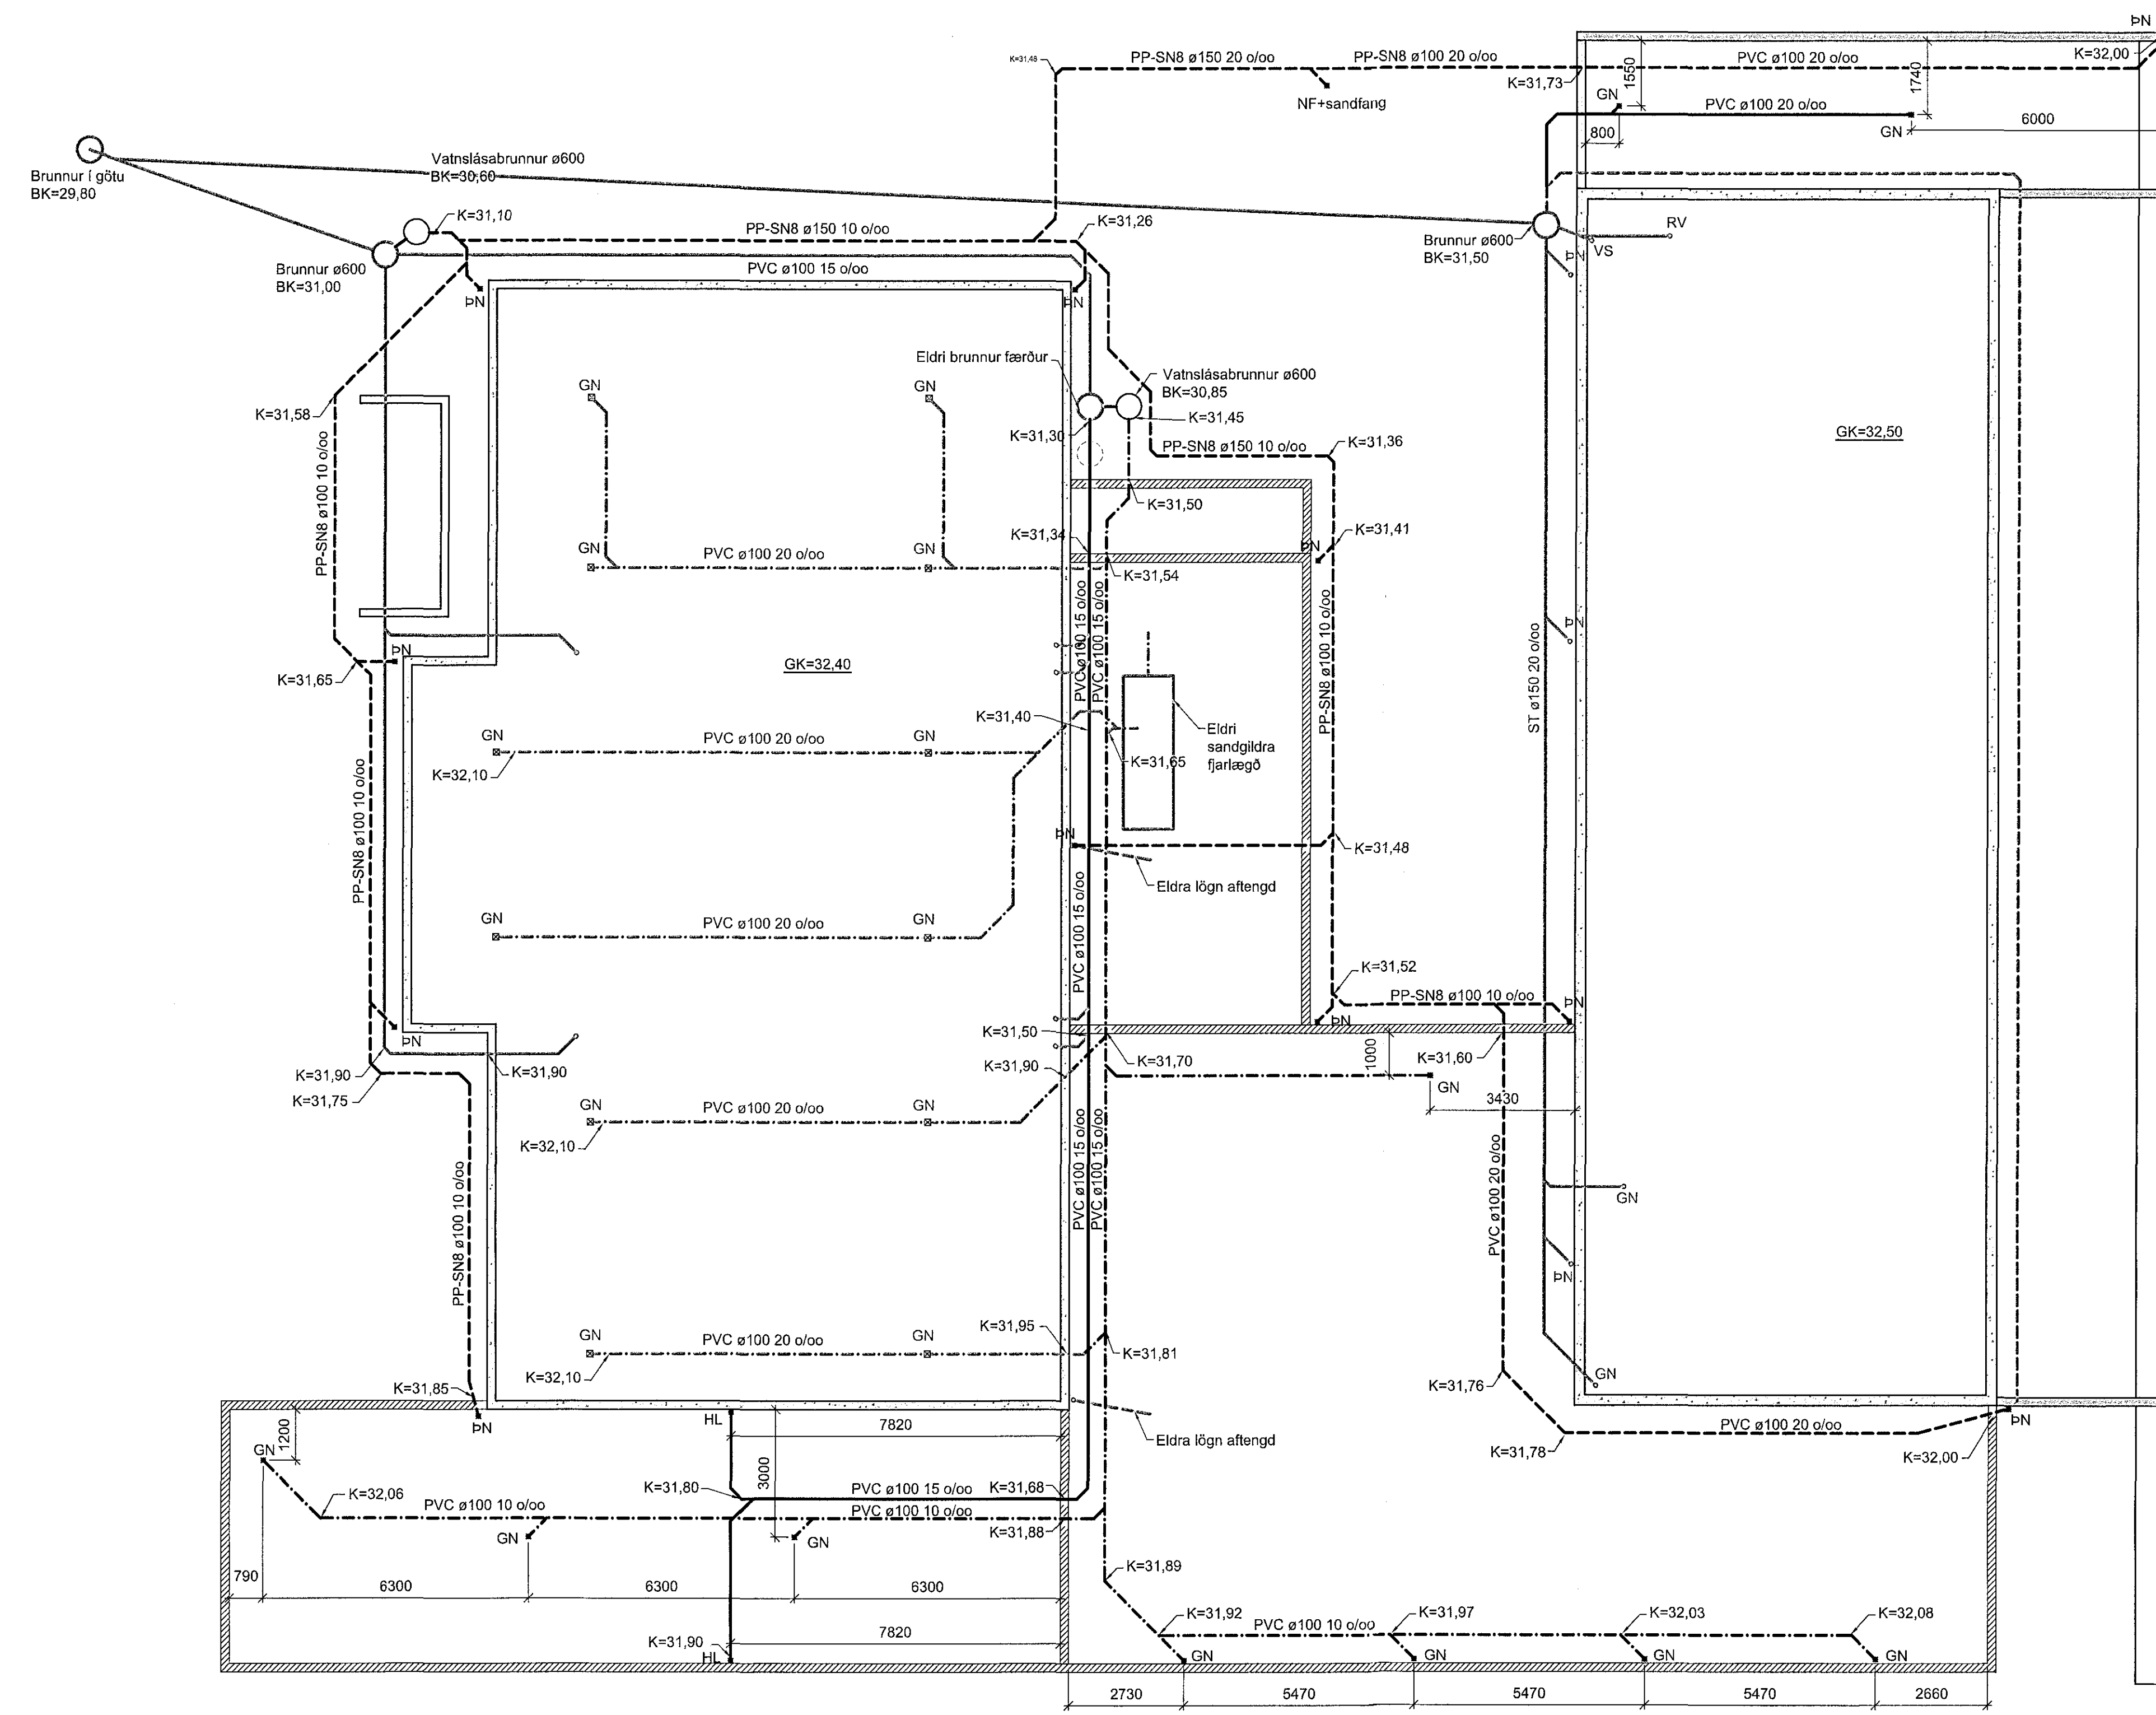 ÞN
K=31,48
PP-SN8 ø150 20 o/oo
PP-SN8 ø100 20 o/oo
PVC ø100 20 o/oo
K=32,00
K=31,73
1550
1740
NF+sandfang
GN
PVC ø100 20 o/oo
800
GN
6000
Brunnur í götu
BK=29,80
Vatnslásabrunnur ø600
BK=30,60
K=31,10
PP-SN8 ø150 10 o/oo
K=31,26
Brunnur ø600
BK=31,50
RV
VS
ÞN
Brunnur ø600
BK=31,00
PVC ø100 15 o/oo
ÞN
ÞN
Eldri brunnur færður
Vatnslásabrunnur ø600
BK=30,85
K=31,45
K=31,58
GN
GN
K=31,30
PP-SN8 ø150 10 o/oo
K=31,36
GK=32,50
PP-SN8 ø100 10 o/oo
K=31,50
K=31,34
K=31,41
ÞN
GN
PVC ø100 20 o/oo
GN
K=31,54
PVC ø100 15 o/oo
PVC ø100 15 o/oo
PP-SN8 ø100 10 o/oo
ST ø150 20 o/oo
ÞN
ÞN
K=31,65
GK=32,40
K=31,40
Eldri
sandgildra
fjarlægð
K=31,65
GN
PVC ø100 20 o/oo
GN
K=32,10
PP-SN8 ø100 10 o/oo
ÞN
K=31,48
Eldra lögn aftengd
GN
PVC ø100 20 o/oo
GN
PVC ø100 15 o/oo
K=31,52
PP-SN8 ø100 10 o/oo
ÞN
ÞN
ÞN
K=31,50
K=31,90
K=31,70
1000
K=31,60
GN
3430
K=31,90
K=31,75
K=31,90
GN
PVC ø100 20 o/oo
GN
K=32,10
PVC ø100 15 o/oo
PVC ø100 15 o/oo
PP-SN8 ø100 10 o/oo
PVC ø100 20 o/oo
GN
ÞN
GN
PVC ø100 20 o/oo
GN
K=31,95
K=31,81
K=32,10
K=31,85
ÞN
K=31,76
GN
HL
7820
PVC ø100 20 o/oo
ÞN
K=31,78
K=32,00
Eldra lögn aftengd
1200
GN
3000
K=32,06
PVC ø100 10 o/oo
K=31,80
PVC ø100 15 o/oo
K=31,68
PVC ø100 10 o/oo
K=31,88
GN
GN
K=31,89
790
6300
6300
6300
K=31,92
PVC ø100 10 o/oo
K=31,97
K=32,03
K=32,08
7820
K=31,90
HL
GN
GN
GN
GN
2730
5470
5470
5470
2660